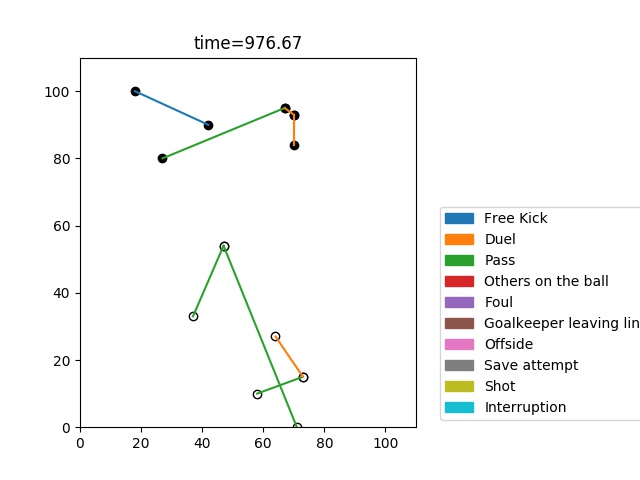 time=976.67
100
80
60
40
20
0
0 20 40 60 80 100
Free Kick
Duel
Pass
Others on the ball
Foul
Goalkeeper leaving lin
Offside
Save attempt
Shot
Interruption